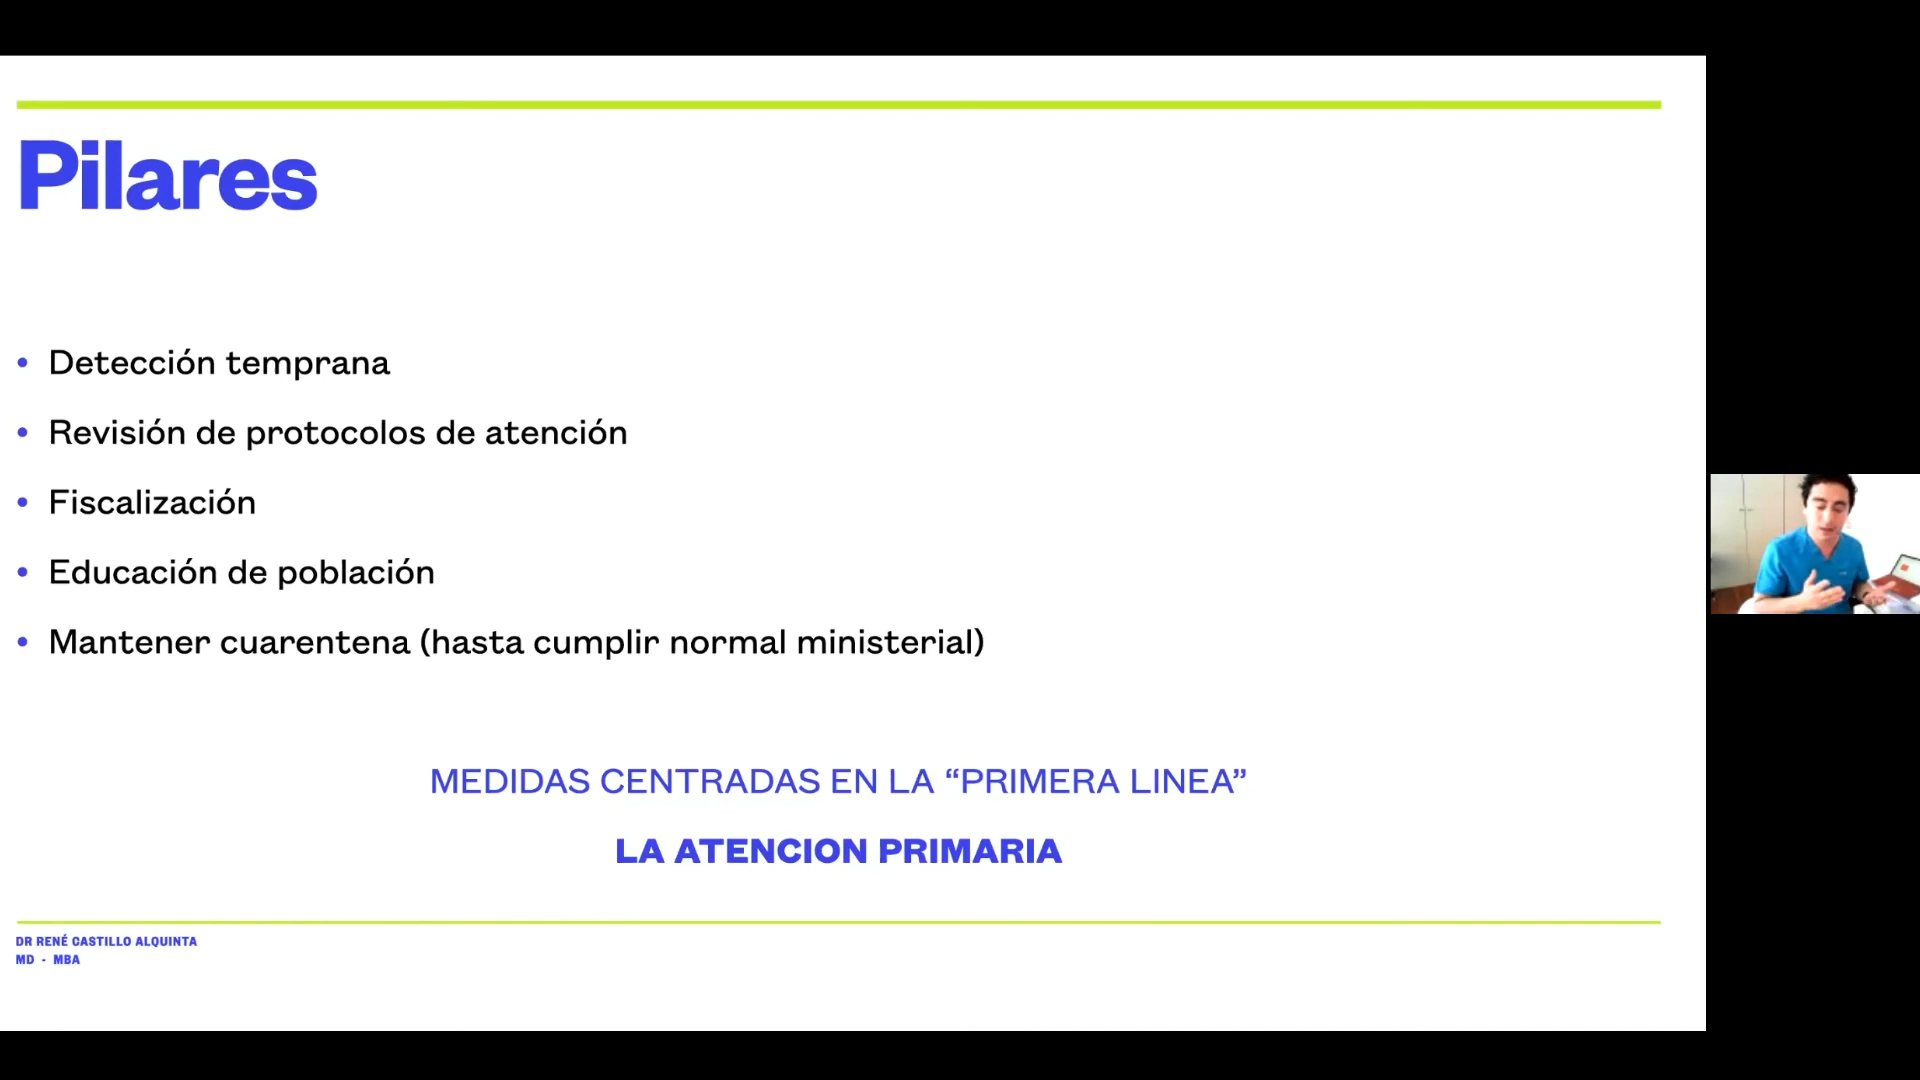 Pilares
• Detección temprana
• Revisión de protocolos de atención
• Fiscalización
• Educación de población
• Mantener cuarentena (hasta cumplir normal ministerial)
MEDIDAS CENTRADAS EN LA “PRIMERA LINEA”
LA ATENCION PRIMARIA
DR RENÉ CASTILLO ALQUINTA
MD - MBA